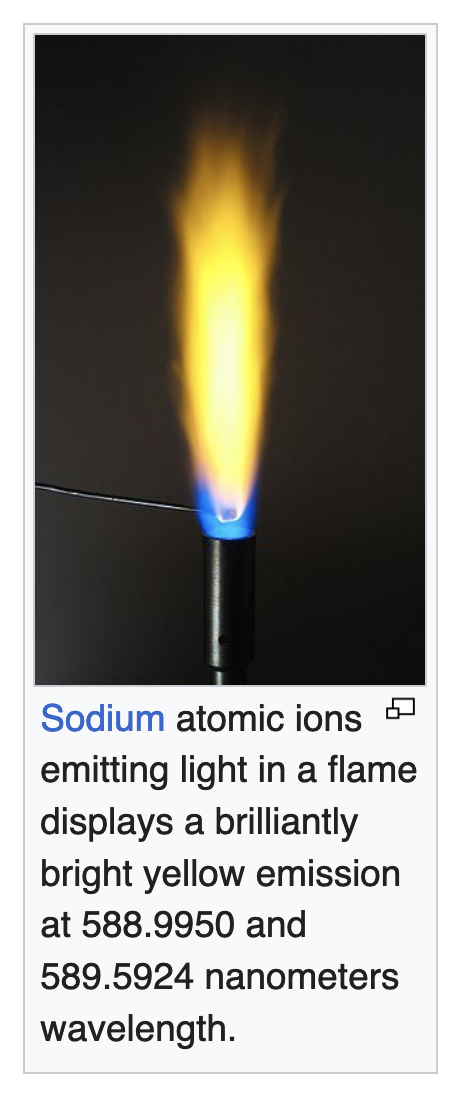 Sodium atomic ions
emitting light in a flame
displays a brilliantly
bright yellow emission
at 588.9950 and
589.5924 nanometers
wavelength.